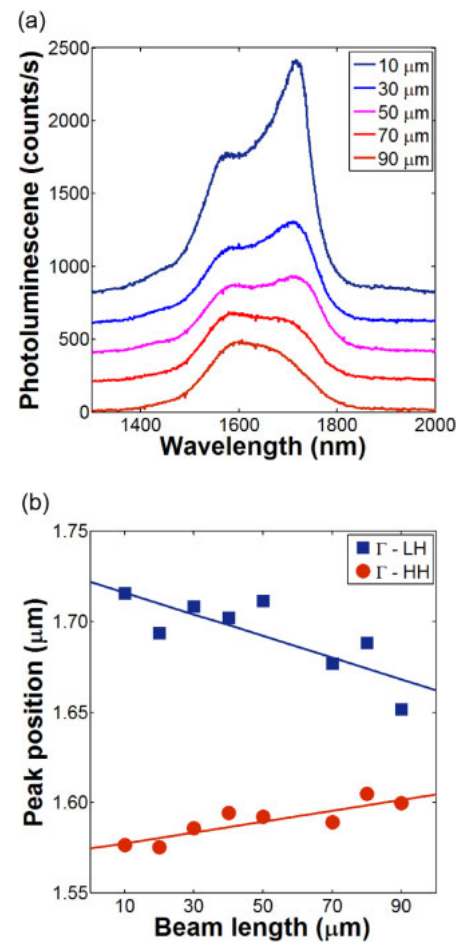 (a)
Photoluminescene (counts/s)
2500
2000
1500
1000
500
0
10 μm
30 μm
50 μm
70 μm
90 μm
1400 1600 1800 2000
Wavelength (nm)
(b)
Peak position (μm)
1.75
1.70
1.65
1.60
1.55
Γ - LH
Γ - HH
10 30 50 70 90
Beam length (μm)